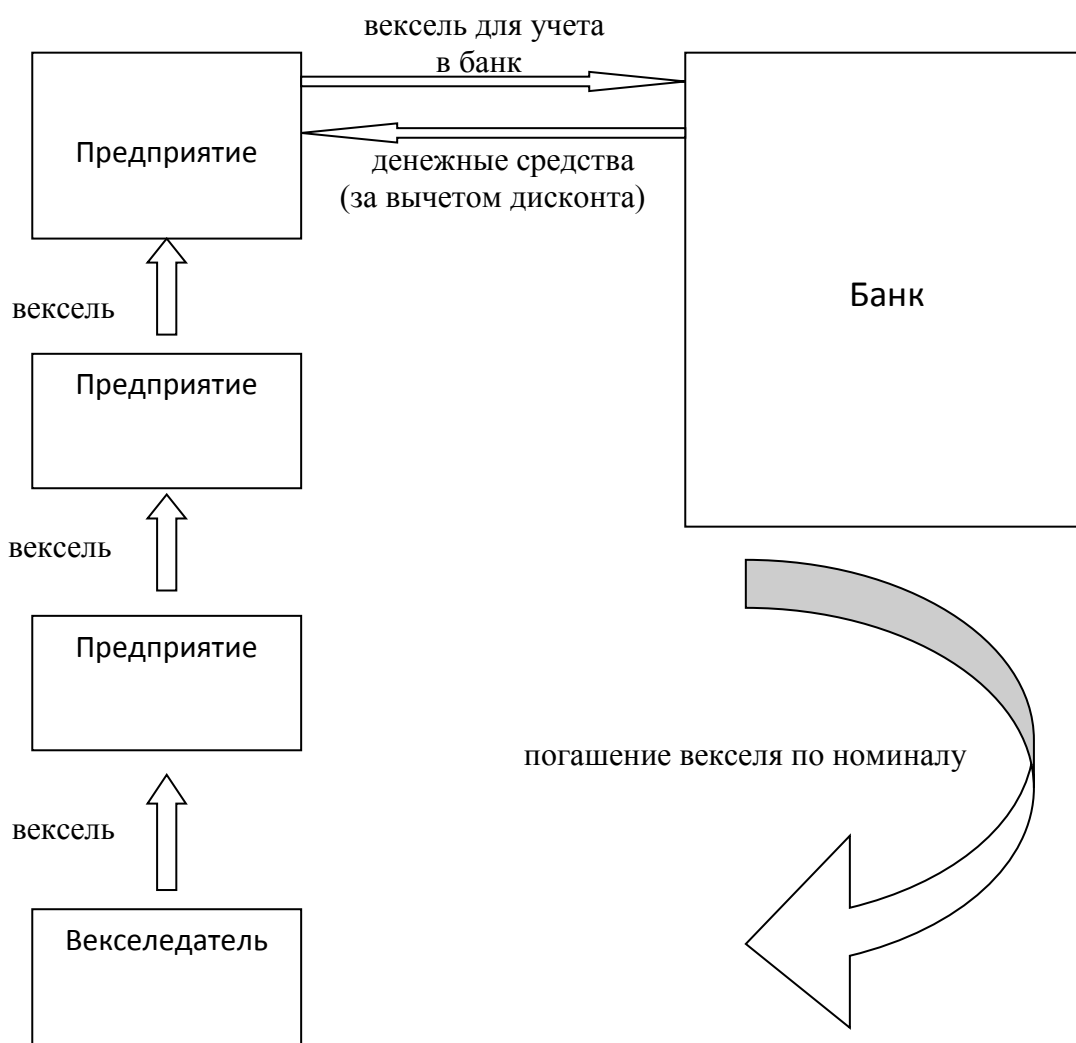 вексель для учета
в банк
Предприятие
денежные средства
(за вычетом дисконта)
Банк
вексель
Предприятие
вексель
Предприятие
погашение векселя по номиналу
вексель
Векселедатель